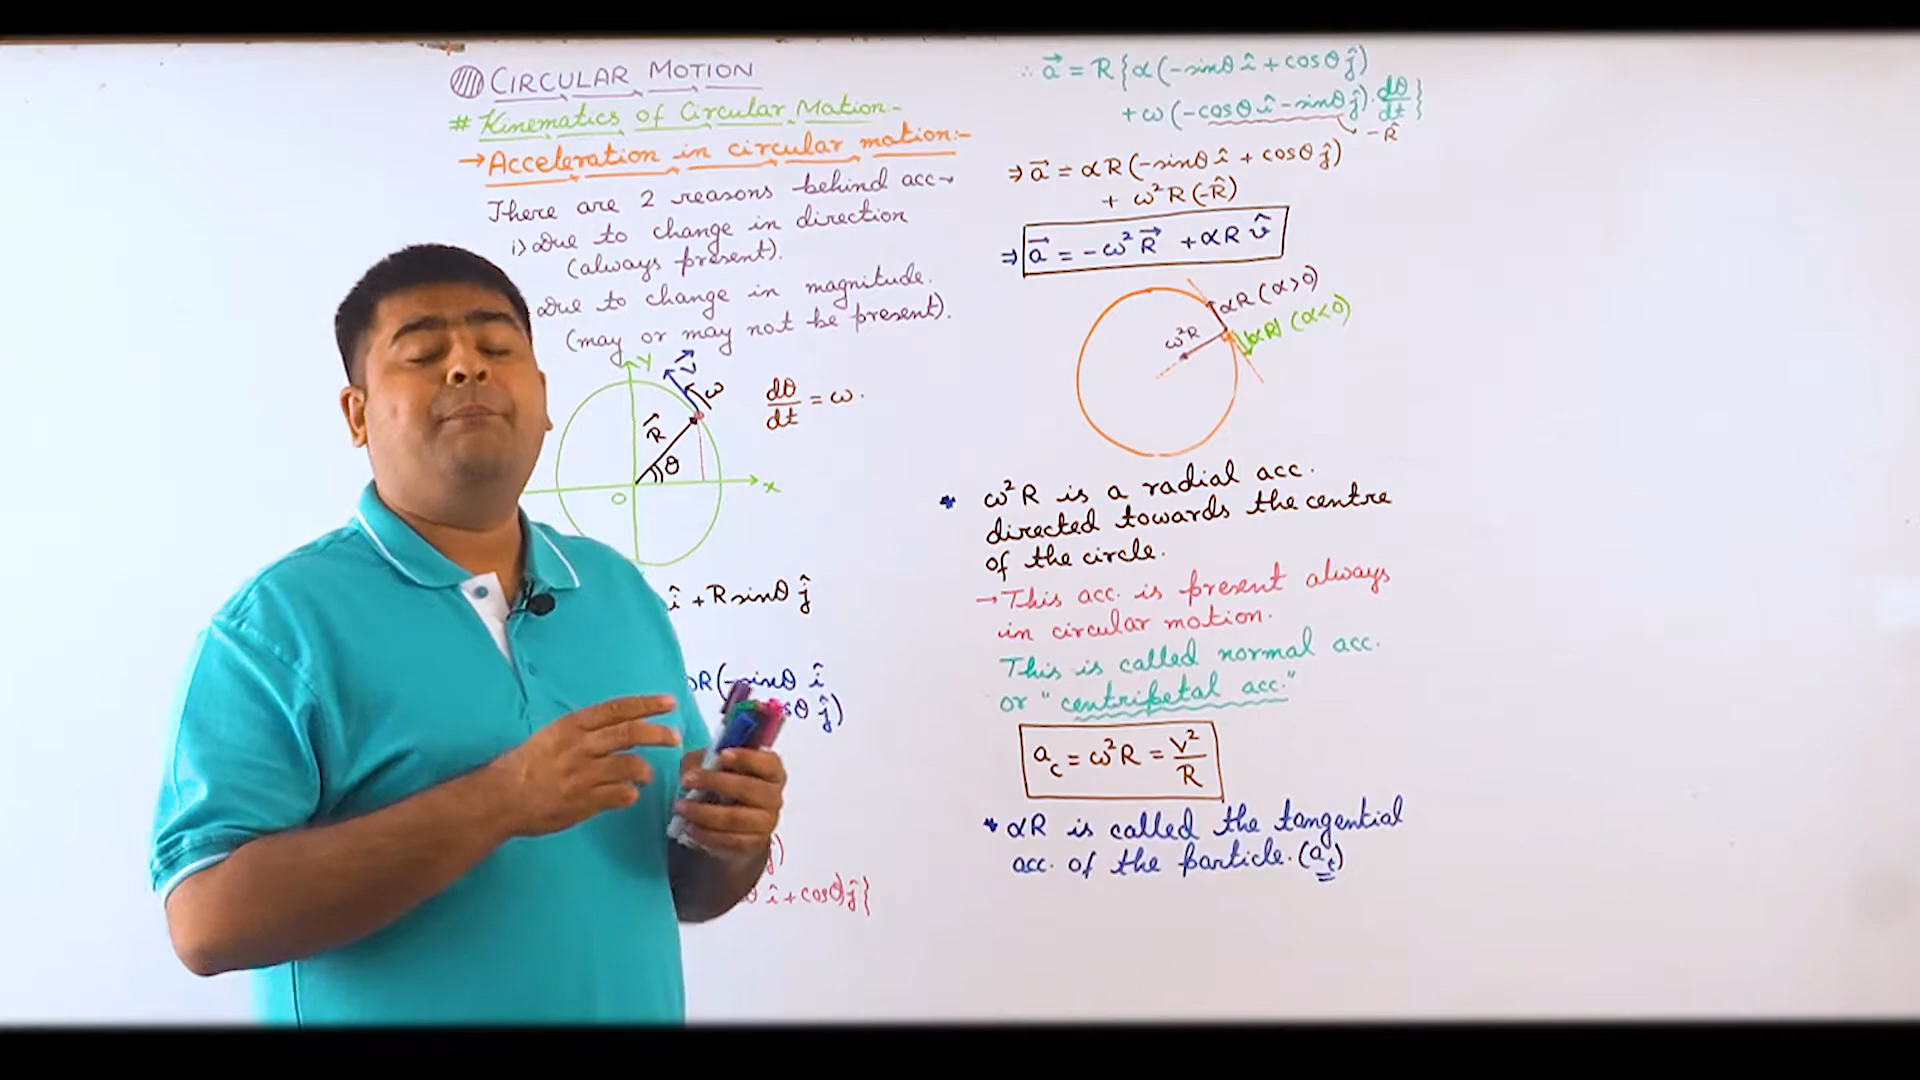 CIRCULAR MOTION
# Kinematics of Circular Motion:-
→Acceleration in circular motion:-
There are 2 reasons behind acc→
i) Due to change in direction
(always present).
Due to change in magnitude.
(may or may not be present).
y
v⃗
ω
dθ/dt = ω.
R⃗
θ
O
x
î + R sinθ ĵ
R(-sinθ î
ĵ)
î + cosθ ĵ}
∴ a⃗ = R{α(-sinθ î + cosθ ĵ)
+ ω(-cosθ î - sinθ ĵ).dθ/dt}
-R̂
⇒ a⃗ = αR(-sinθ î + cosθ ĵ)
+ ω²R(-R̂)
⇒ a⃗ = -ω²R⃗ + αR v̂
αR (α>0)
ω²R
|αR| (α<0)
* ω²R is a radial acc.
directed towards the centre
of the circle.
→ This acc. is present always
in circular motion.
This is called normal acc.
or "centripetal acc."
a_c = ω²R = V²/R
* αR is called the tangential
acc. of the particle. (a_t)